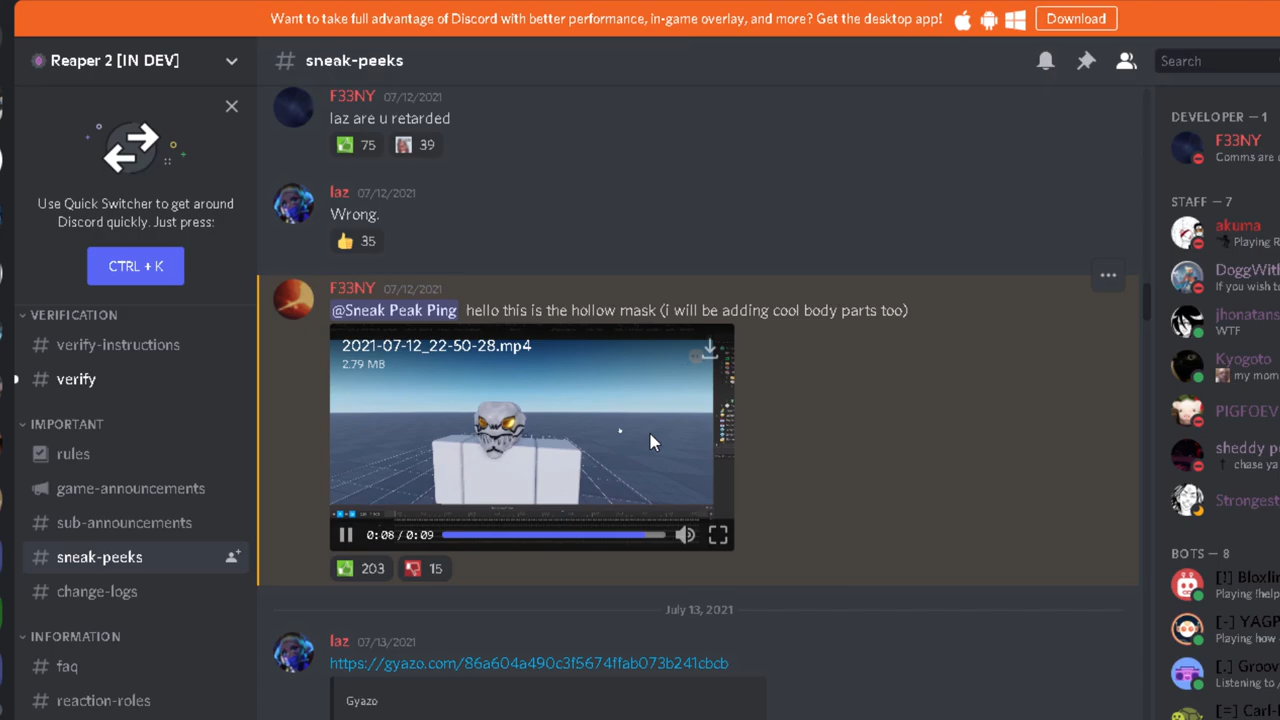 Want to take full advantage of Discord with better performance, in-game overlay, and more? Get the desktop app!
Download
Reaper 2 [IN DEV]
Use Quick Switcher to get around
Discord quickly. Just press:
CTRL + K
VERIFICATION
# verify-instructions
# verify
IMPORTANT
rules
game-announcements
# sub-announcements
# sneak-peeks
# change-logs
INFORMATION
# faq
# reaction-roles
# sneak-peeks
Search
F33NY 07/12/2021
laz are u retarded
75 39
laz 07/12/2021
Wrong.
35
F33NY 07/12/2021
@Sneak Peak Ping hello this is the hollow mask (i will be adding cool body parts too)
2021-07-12_22-50-28.mp4
2.79 MB
0:08 / 0:09
203 15
July 13, 2021
laz 07/13/2021
https://gyazo.com/86a604a490c3f5674ffab073b241cbcb
Gyazo
DEVELOPER — 1
F33NY
Comms are
STAFF — 7
akuma
Playing R
DoggWith
If you wish t
jhonatans
WTF
Kyogoto
my mom
PIGFOEV
sheddy p
chase ya
Strongest
BOTS — 8
[!] Bloxlin
Playing !help
[-] YAGP
Playing how
[.] Groov
Listening to
[=] Carl-